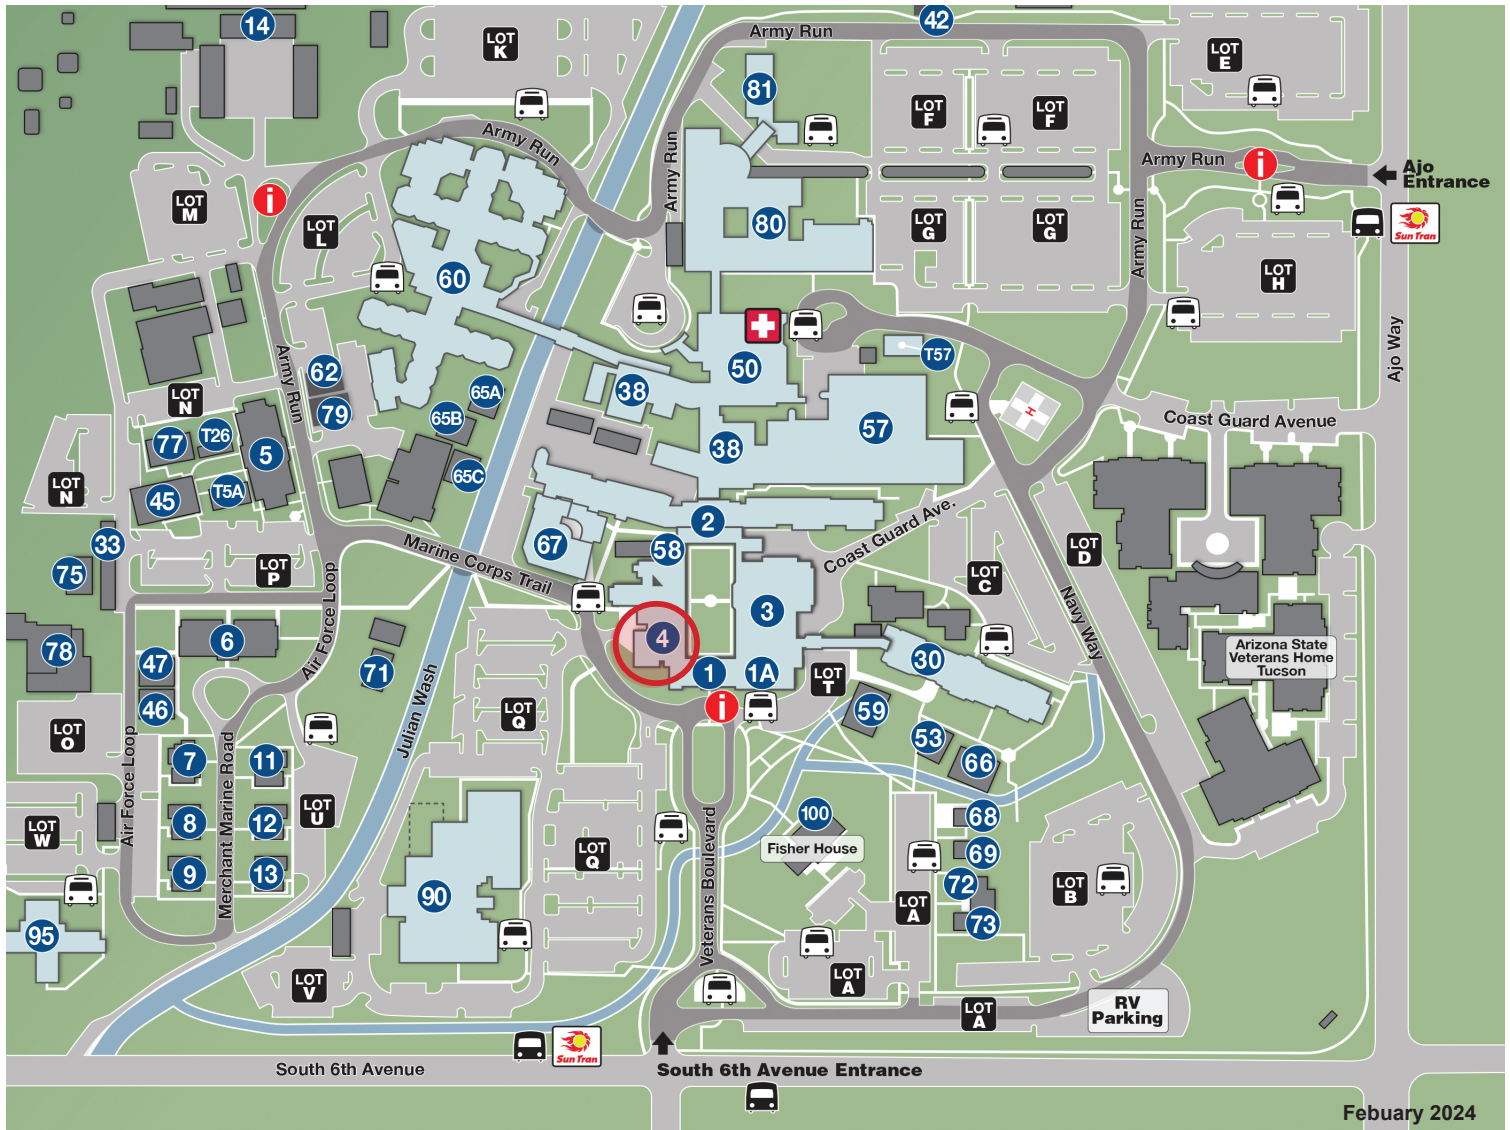 14
42
LOT
K
Army Run
LOT
E
81
LOT
F
LOT
F
Army Run
Army Run
Army Run
i
Ajo
Entrance
LOT
M
i
LOT
L
80
LOT
G
LOT
G
Army Run
Sun Tran
60
LOT
H
50
T57
Ajo Way
Army Run
62
38
65A
LOT
N
79
65B
H
Coast Guard Avenue
77
T26
5
38
57
65C
LOT
N
45
T5A
2
Coast Guard Ave.
33
67
58
LOT
D
Marine Corps Trail
75
LOT
P
LOT
C
Air Force Loop
3
Navy Way
78
6
4
Arizona State
Veterans Home
Tucson
47
71
1
1A
LOT
T
30
46
Julian Wash
LOT
Q
i
59
LOT
O
53
7
11
66
Air Force Loop
Merchant Marine Road
LOT
U
8
12
100
68
LOT
W
Fisher House
LOT
Q
69
9
13
Veterans Boulevard
72
LOT
B
90
LOT
A
73
95
LOT
V
LOT
A
LOT
A
RV
Parking
Sun Tran
South 6th Avenue
South 6th Avenue Entrance
Febuary 2024